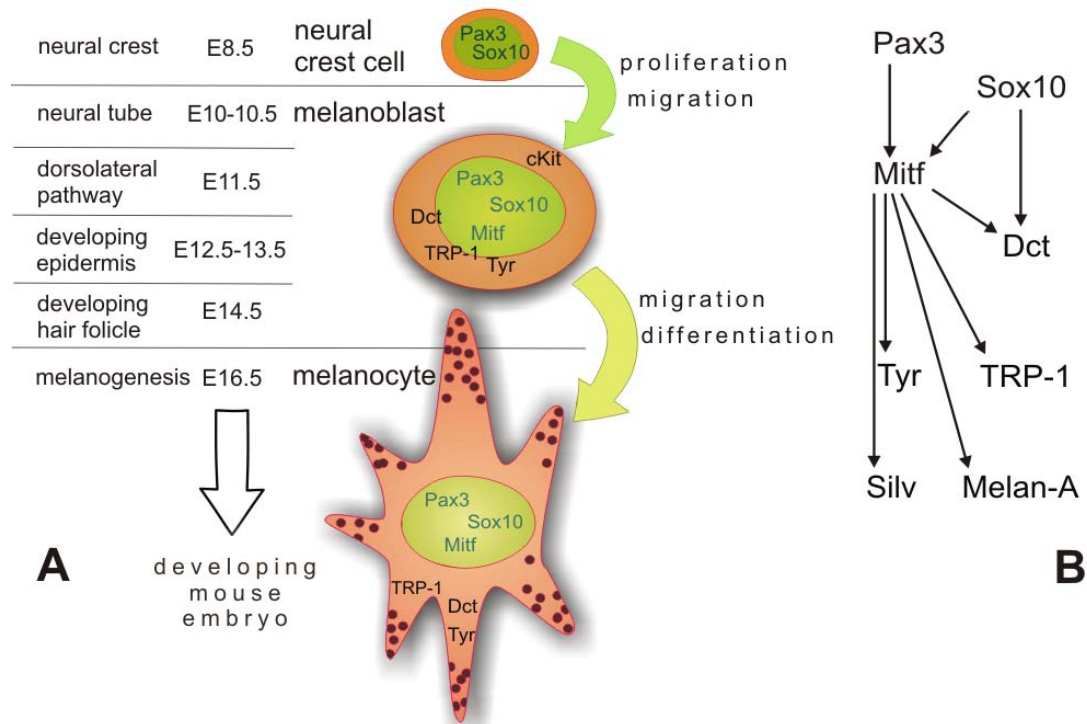 neural crest E8.5 neural
crest cell
Pax3
Sox10
proliferation
migration
neural tube E10-10.5 melanoblast
dorsolateral
pathway
E11.5
cKit
Pax3
Sox10
Dct
Mitf
TRP-1
Tyr
developing
epidermis
E12.5-13.5
developing
hair folicle
E14.5
migration
differentiation
melanogenesis E16.5 melanocyte
Pax3
Sox10
Mitf
TRP-1
Dct
Tyr
A
developing
mouse
embryo
Pax3
Sox10
Mitf
Dct
Tyr TRP-1
Silv Melan-A
B